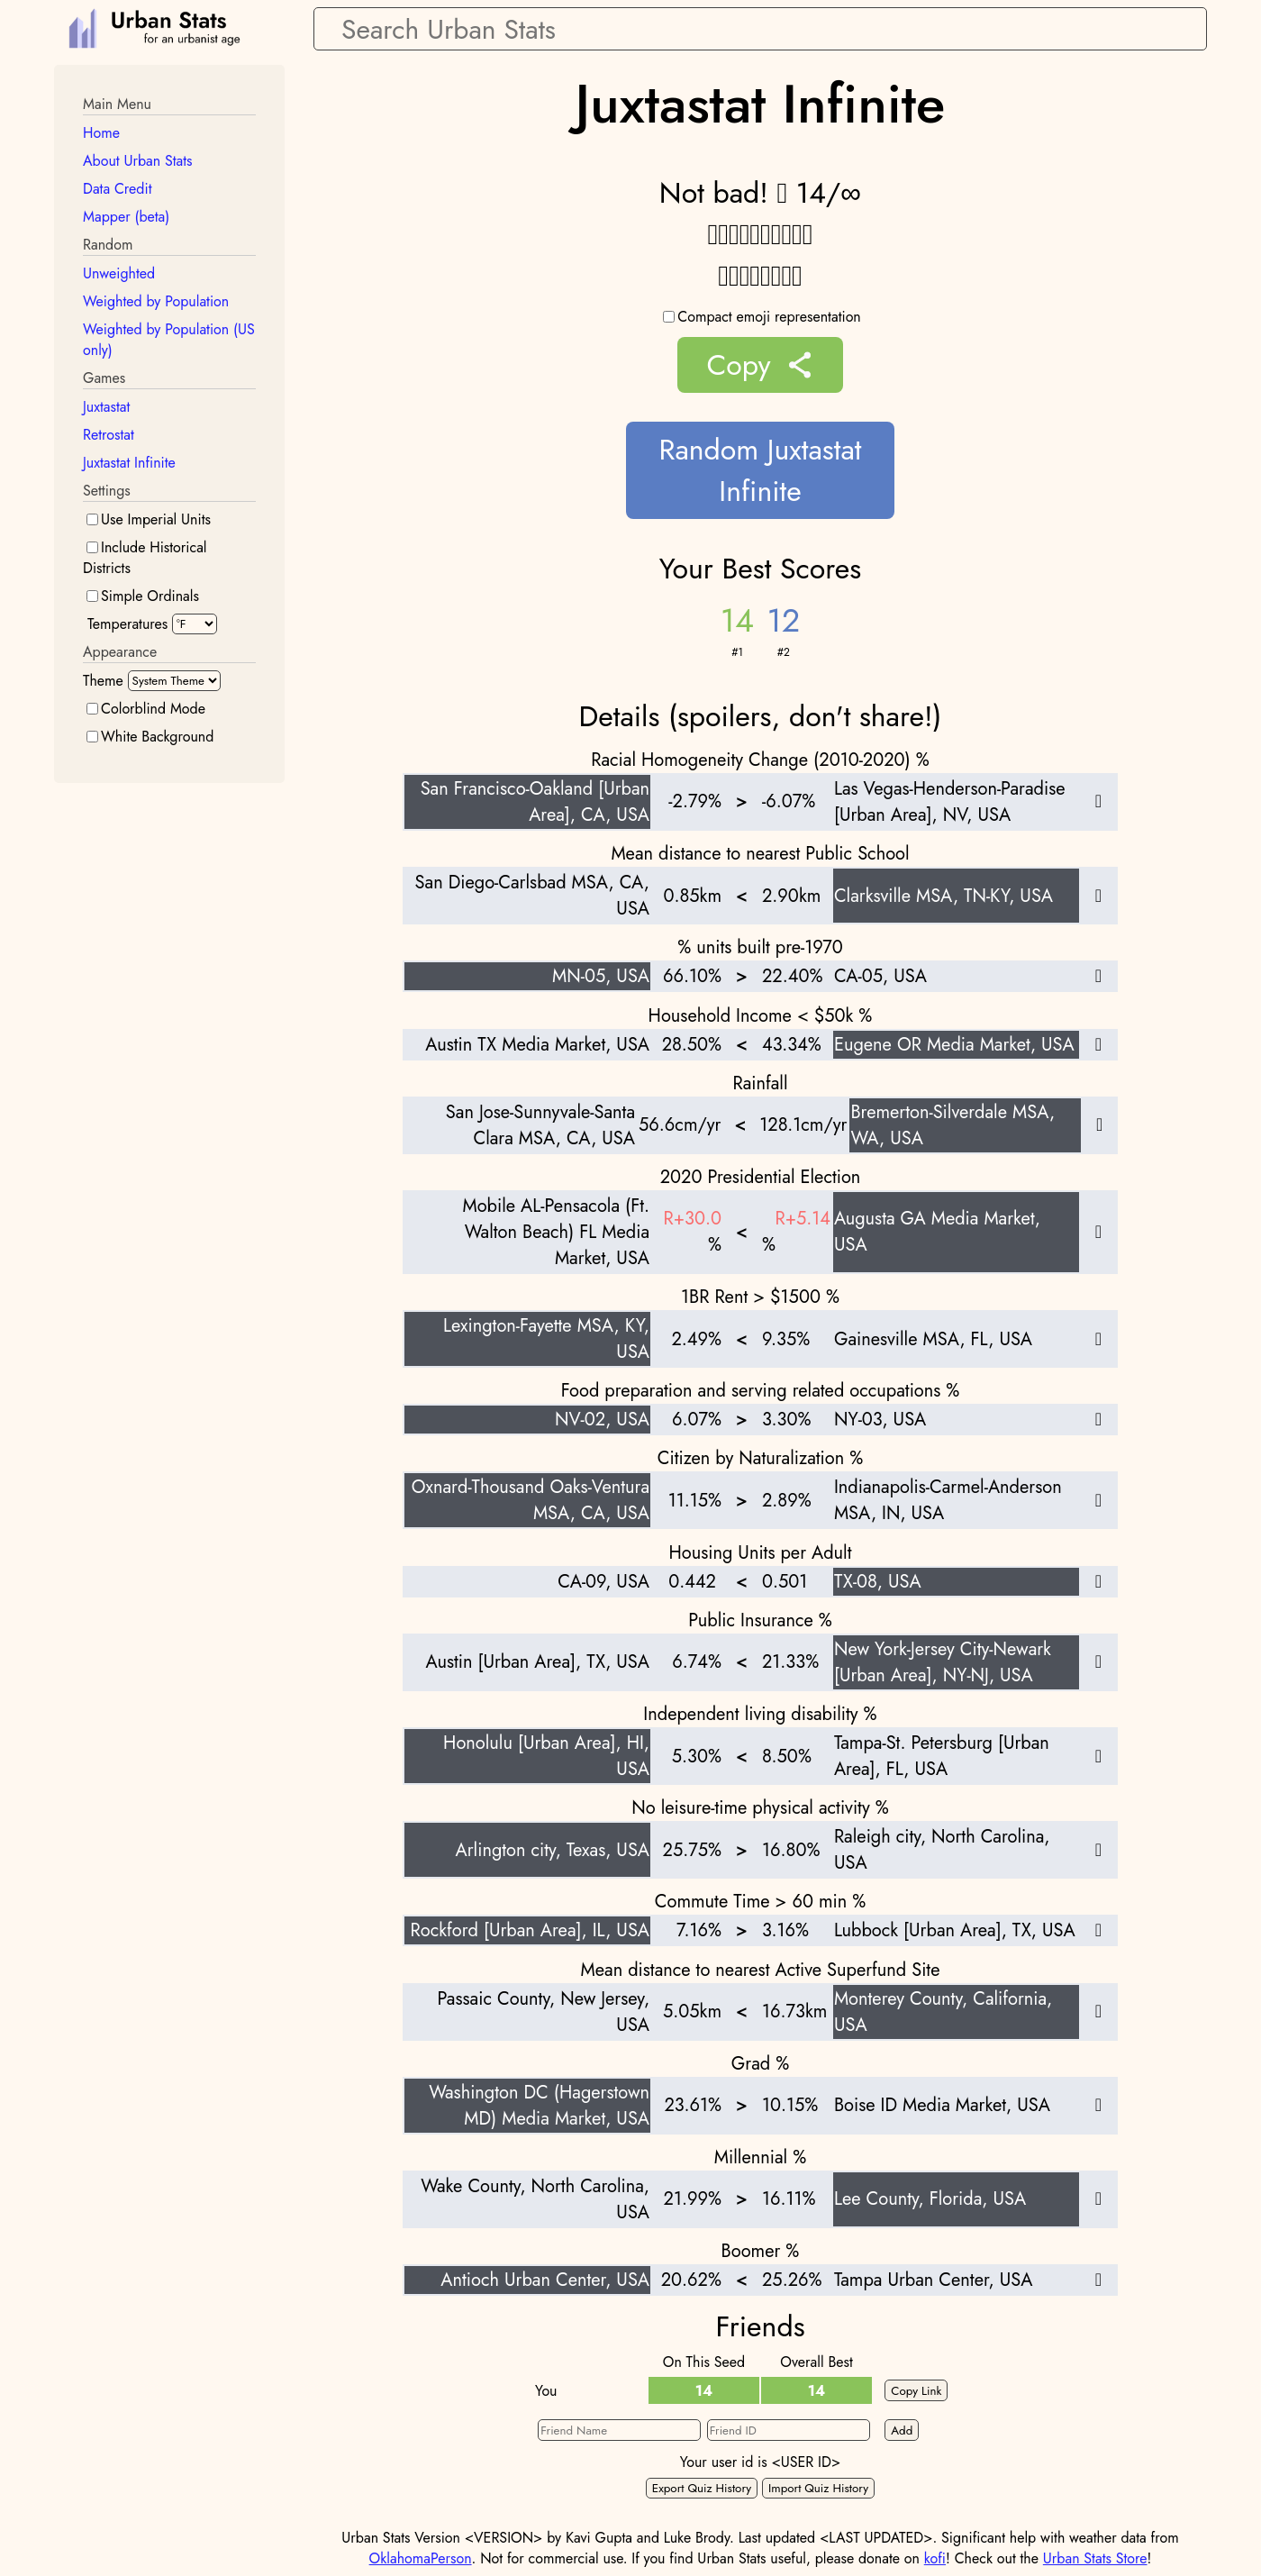 Urban Stats
for an urbanist age
Search Urban Stats
Main Menu
Home
About Urban Stats
Data Credit
Mapper (beta)
Random
Unweighted
Weighted by Population
Weighted by Population (US
only)
Games
Juxtastat
Retrostat
Juxtastat Infinite
Settings
Use Imperial Units
Include Historical
Districts
Simple Ordinals
Temperatures °F
Appearance
Theme System Theme
Colorblind Mode
White Background
Juxtastat Infinite
Not bad! 14/∞
Compact emoji representation
Copy
Random Juxtastat
Infinite
Your Best Scores
14 12
#1 #2
Details (spoilers, don't share!)
Racial Homogeneity Change (2010-2020) %
San Francisco-Oakland [Urban
Area], CA, USA
-2.79% > -6.07%
Las Vegas-Henderson-Paradise
[Urban Area], NV, USA
Mean distance to nearest Public School
San Diego-Carlsbad MSA, CA,
USA
0.85km < 2.90km
Clarksville MSA, TN-KY, USA
% units built pre-1970
MN-05, USA 66.10% > 22.40% CA-05, USA
Household Income < $50k %
Austin TX Media Market, USA 28.50% < 43.34% Eugene OR Media Market, USA
Rainfall
San Jose-Sunnyvale-Santa
Clara MSA, CA, USA
56.6cm/yr < 128.1cm/yr
Bremerton-Silverdale MSA,
WA, USA
2020 Presidential Election
Mobile AL-Pensacola (Ft.
Walton Beach) FL Media
Market, USA
R+30.0
%
<
R+5.14
%
Augusta GA Media Market,
USA
1BR Rent > $1500 %
Lexington-Fayette MSA, KY,
USA
2.49% < 9.35%
Gainesville MSA, FL, USA
Food preparation and serving related occupations %
NV-02, USA 6.07% > 3.30% NY-03, USA
Citizen by Naturalization %
Oxnard-Thousand Oaks-Ventura
MSA, CA, USA
11.15% > 2.89%
Indianapolis-Carmel-Anderson
MSA, IN, USA
Housing Units per Adult
CA-09, USA 0.442 < 0.501 TX-08, USA
Public Insurance %
Austin [Urban Area], TX, USA 6.74% < 21.33%
New York-Jersey City-Newark
[Urban Area], NY-NJ, USA
Independent living disability %
Honolulu [Urban Area], HI,
USA
5.30% < 8.50%
Tampa-St. Petersburg [Urban
Area], FL, USA
No leisure-time physical activity %
Arlington city, Texas, USA 25.75% > 16.80%
Raleigh city, North Carolina,
USA
Commute Time > 60 min %
Rockford [Urban Area], IL, USA 7.16% > 3.16% Lubbock [Urban Area], TX, USA
Mean distance to nearest Active Superfund Site
Passaic County, New Jersey,
USA
5.05km < 16.73km
Monterey County, California,
USA
Grad %
Washington DC (Hagerstown
MD) Media Market, USA
23.61% > 10.15%
Boise ID Media Market, USA
Millennial %
Wake County, North Carolina,
USA
21.99% > 16.11%
Lee County, Florida, USA
Boomer %
Antioch Urban Center, USA 20.62% < 25.26% Tampa Urban Center, USA
Friends
On This Seed Overall Best
You 14 14 Copy Link
Friend Name Friend ID Add
Your user id is <USER ID>
Export Quiz History Import Quiz History
Urban Stats Version <VERSION> by Kavi Gupta and Luke Brody. Last updated <LAST UPDATED>. Significant help with weather data from
OklahomaPerson. Not for commercial use. If you find Urban Stats useful, please donate on kofi! Check out the Urban Stats Store!